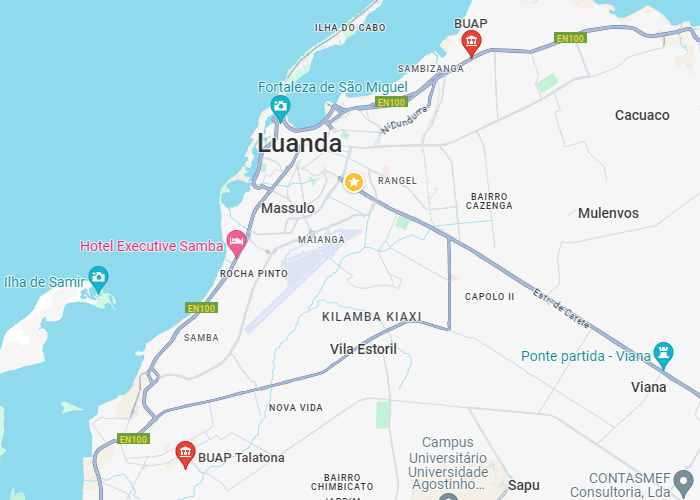 ILHA DO CABO
BUAP
EN100
SAMBIZANGA
Fortaleza de São Miguel
EN100
N'Dundurra
Cacuaco
Luanda
RANGEL
BAIRRO
CAZENGA
Massulo
Mulenvos
MAIANGA
Hotel Executive Samba
ROCHA PINTO
Ilha de Samir
CAPOLO II
Estr. de Catete
EN100
KILAMBA KIAXI
SAMBA
Vila Estoril
Ponte partida - Viana
Viana
NOVA VIDA
EN100
BUAP Talatona
Campus
Universitário
Universidade
Agostinho...
BAIRRO
CHIMBICATO
JARDIM
Sapu
CONTASMEF
Consultoria, Lda